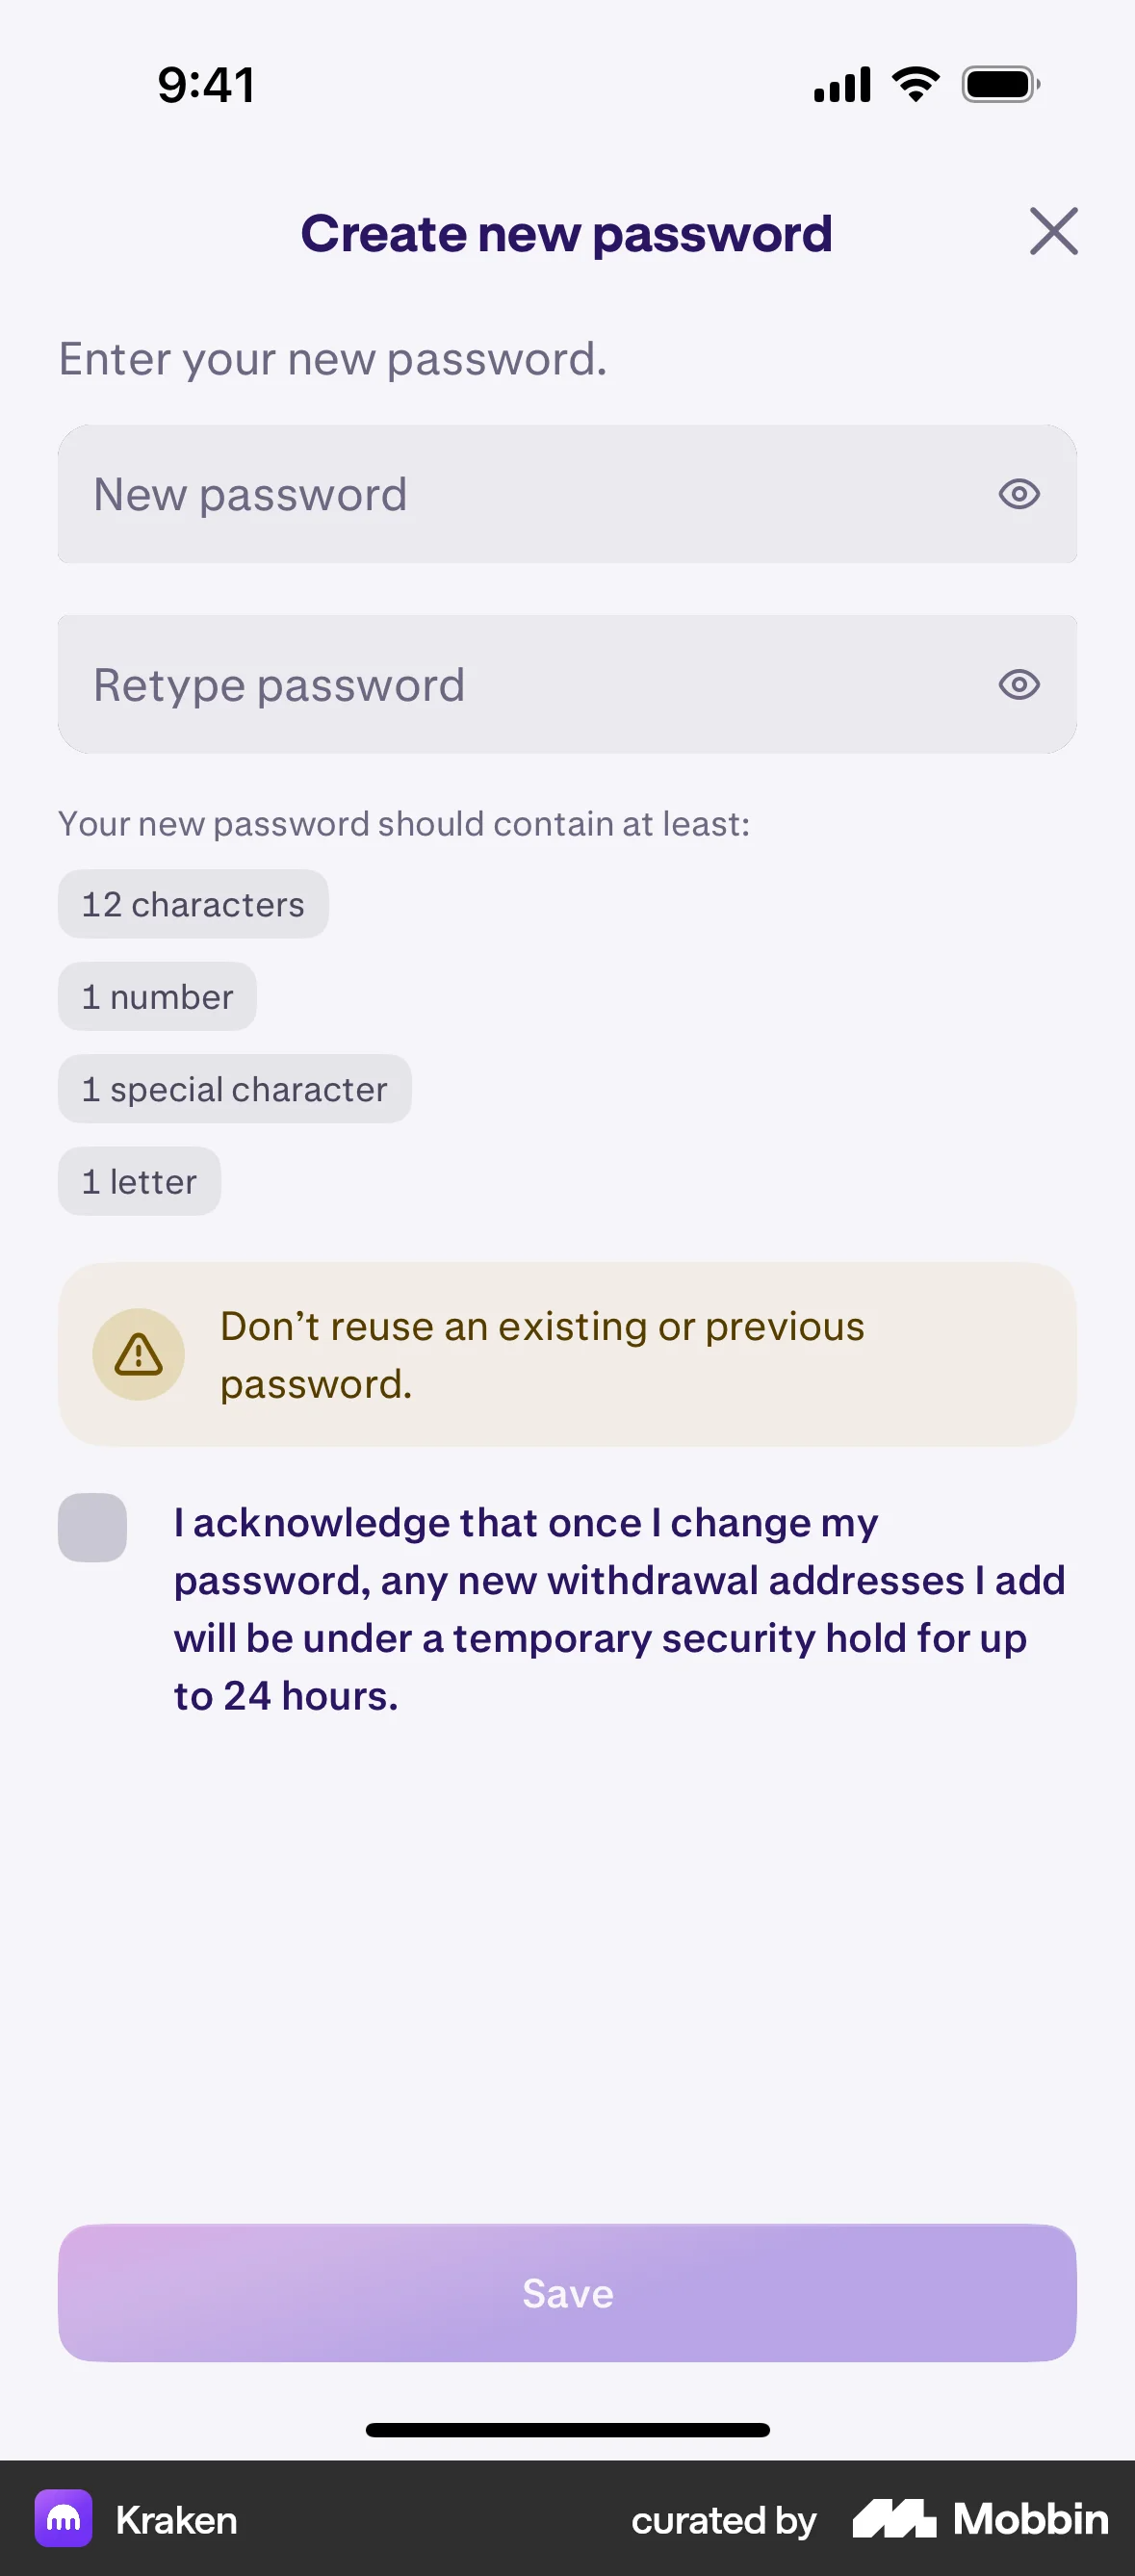 9:41
Create new password
Enter your new password.
New password
Retype password
Your new password should contain at least:
12 characters
1 number
1 special character
1 letter
Don’t reuse an existing or previous
password.
I acknowledge that once I change my
password, any new withdrawal addresses I add
will be under a temporary security hold for up
to 24 hours.
Save
Kraken
curated by Mobbin